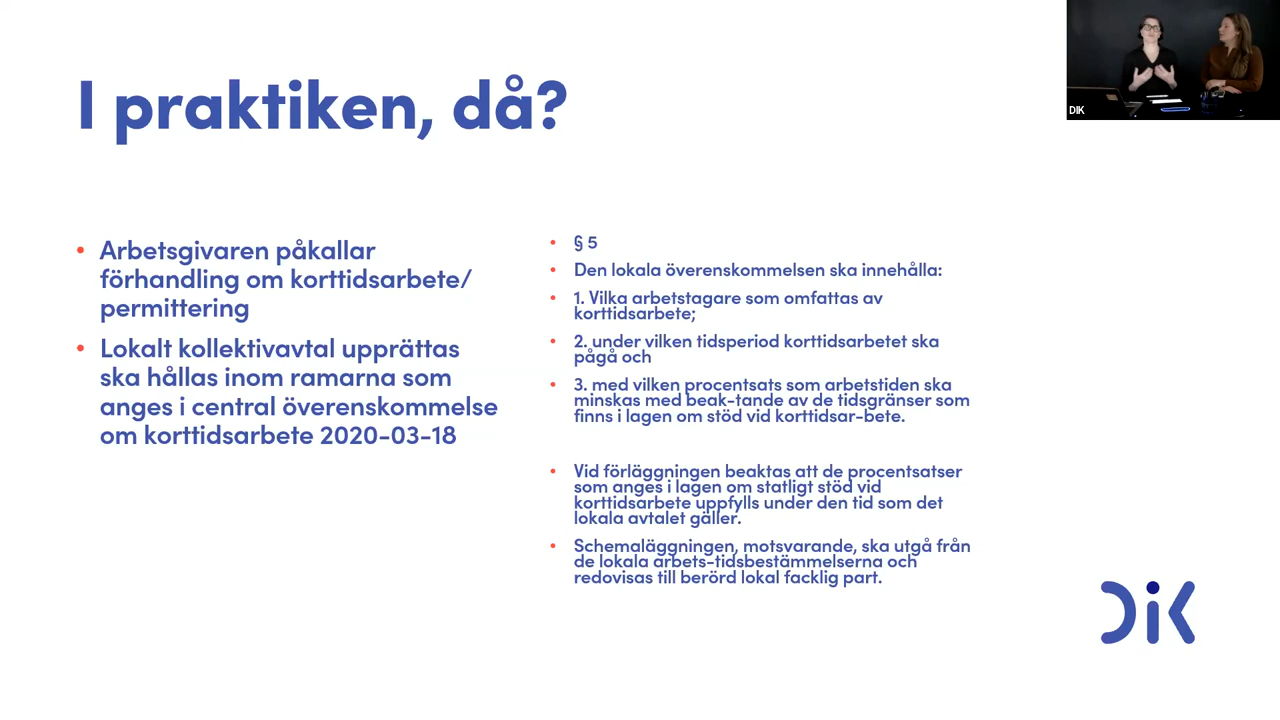 I praktiken, då?
DIK
• Arbetsgivaren påkallar
förhandling om korttidsarbete/
permittering
• Lokalt kollektivavtal upprättas
ska hållas inom ramarna som
anges i central överenskommelse
om korttidsarbete 2020-03-18
• § 5
• Den lokala överenskommelsen ska innehålla:
• 1. Vilka arbetstagare som omfattas av
korttidsarbete;
• 2. under vilken tidsperiod korttidsarbetet ska
pågå och
• 3. med vilken procentsats som arbetstiden ska
minskas med beak-tande av de tidsgränser som
finns i lagen om stöd vid korttidsar-bete.
• Vid förläggningen beaktas att de procentsatser
som anges i lagen om statligt stöd vid
korttidsarbete uppfylls under den tid som det
lokala avtalet gäller.
• Schemaläggningen, motsvarande, ska utgå från
de lokala arbets-tidsbestämmelserna och
redovisas till berörd lokal facklig part.
DiK